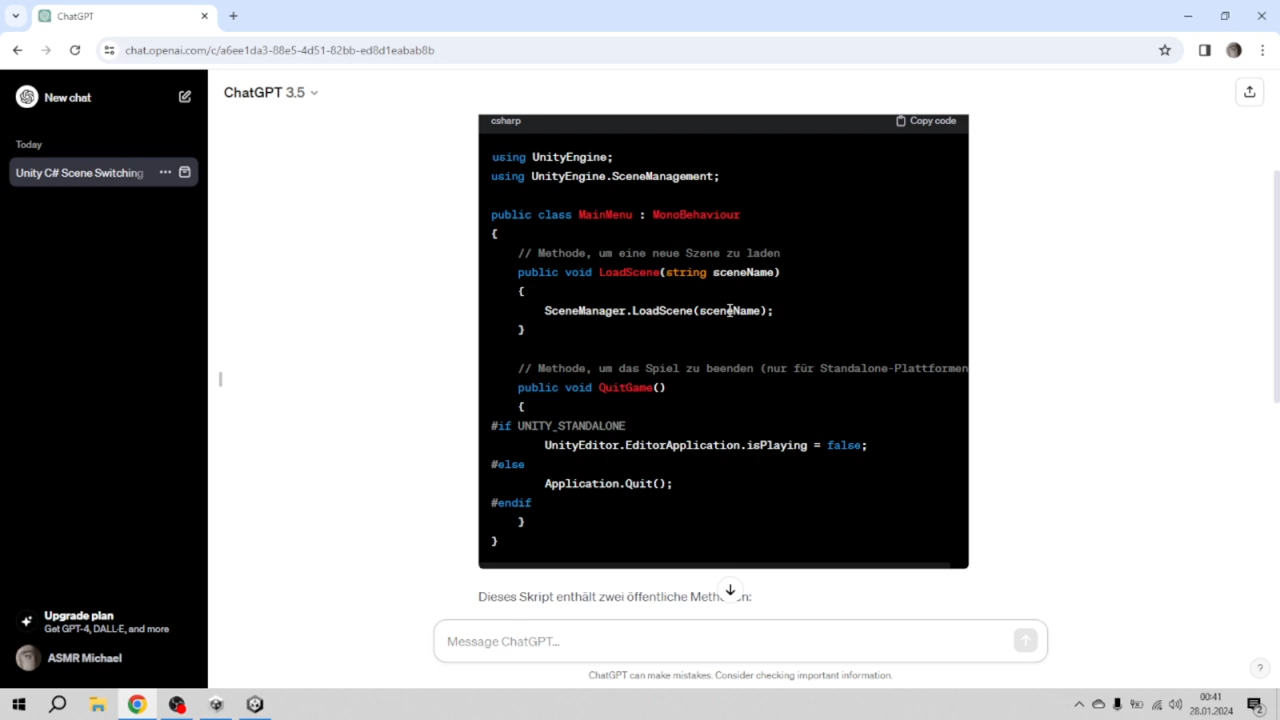 ChatGPT
chat.openai.com/c/a6ee1da3-88e5-4d51-82bb-ed8d1eabab8b
New chat
Today
Unity C# Scene Switching
ChatGPT 3.5
csharp
Copy code
using UnityEngine;
using UnityEngine.SceneManagement;
public class MainMenu : MonoBehaviour
{
// Methode, um eine neue Szene zu laden
public void LoadScene(string sceneName)
{
SceneManager.LoadScene(sceneName);
}
// Methode, um das Spiel zu beenden (nur für Standalone-Plattformen
public void QuitGame()
{
#if UNITY_STANDALONE
UnityEditor.EditorApplication.isPlaying = false;
#else
Application.Quit();
#endif
}
}
Dieses Skript enthält zwei öffentliche
Message ChatGPT...
ChatGPT can make mistakes. Consider checking important information.
Upgrade plan
Get GPT-4, DALL·E, and more
ASMR Michael
?
00:41
28.01.2024
2